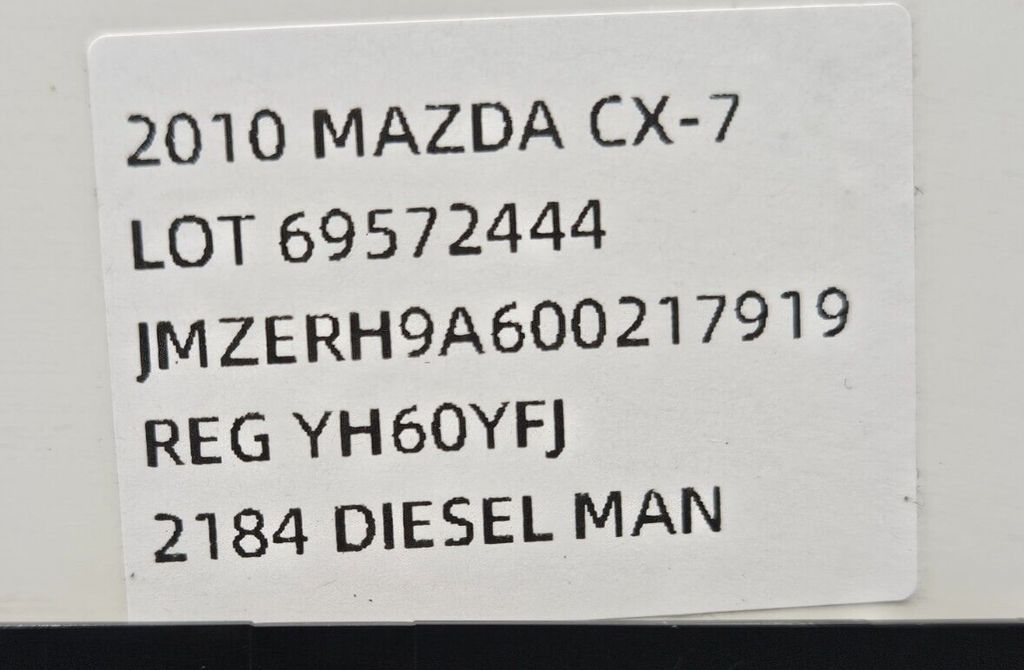 2010 MAZDA CX-7
LOT 69572444
JMZERH9A600217919
REG YH60YFJ
2184 DIESEL MAN